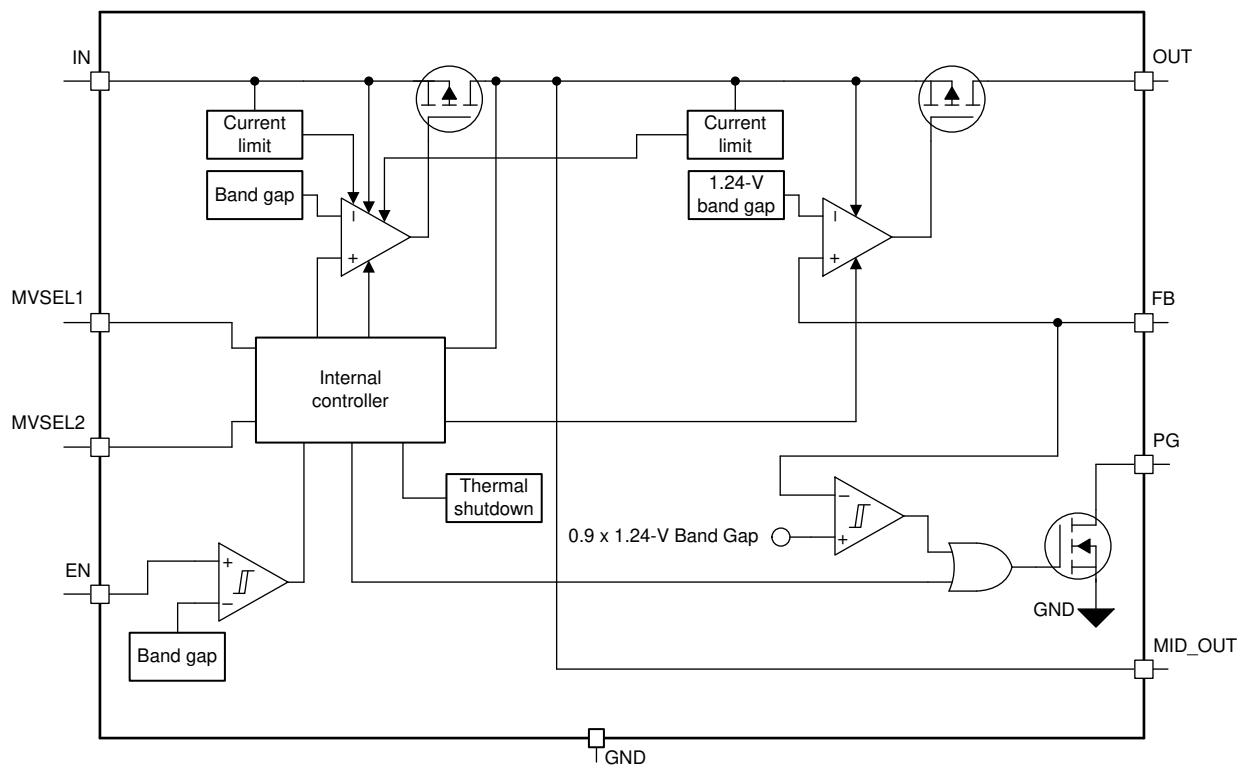 IN
OUT
Current
limit
Current
limit
Band gap
1.24-V
band gap
−
+
−
+
MVSEL1
FB
Internal
controller
MVSEL2
PG
Thermal
shutdown
−
0.9 x 1.24-V Band Gap
+
EN
+
−
GND
Band gap
MID_OUT
GND